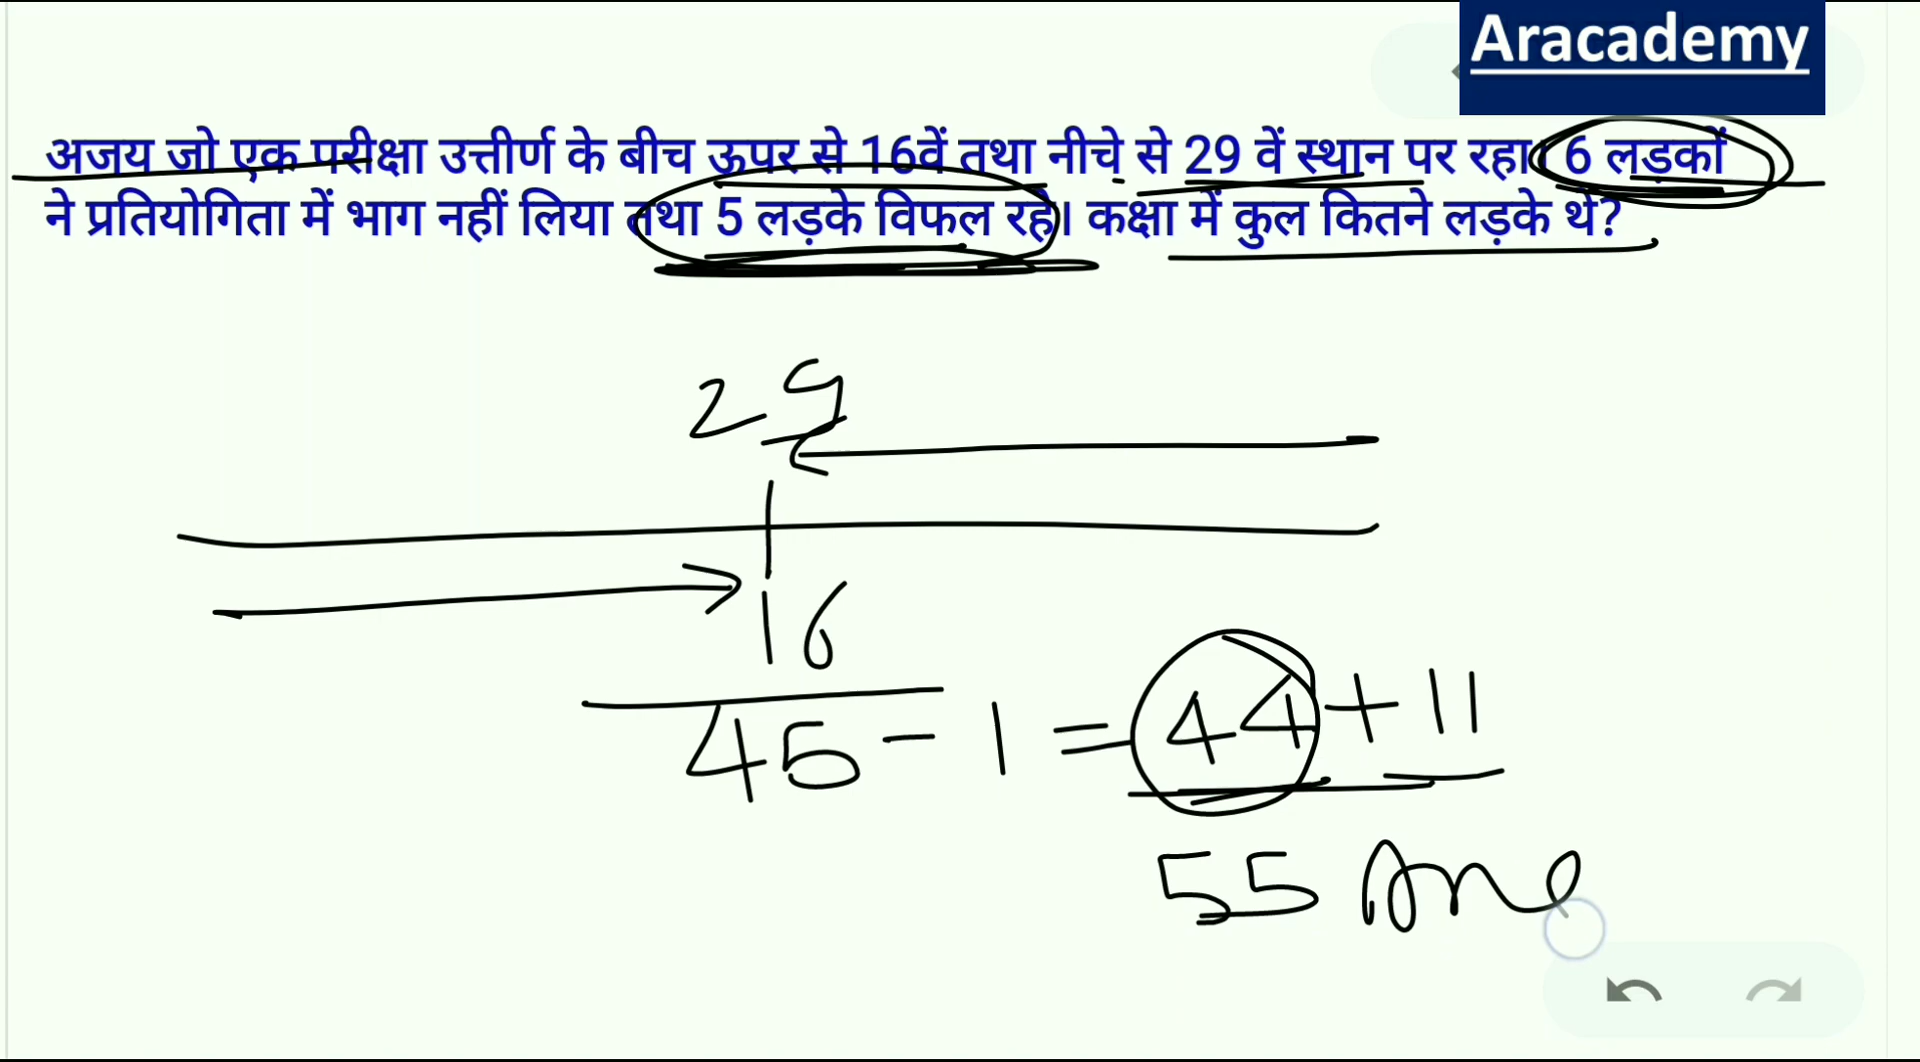 Aracademy
अजय जो एक परीक्षा उत्तीर्ण के बीच ऊपर से 16वें तथा नीचे से 29 वें स्थान पर रहा। 6 लड़कों
ने प्रतियोगिता में भाग नहीं लिया तथा 5 लड़के विफल रहे। कक्षा में कुल कितने लड़के थे?
29
16
45 - 1 = 44 + 11
55 Ans